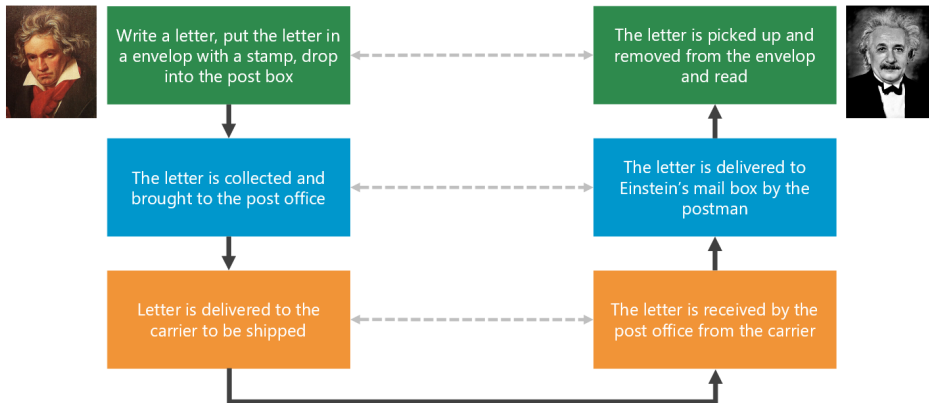 Write a letter, put the letter in
a envelop with a stamp, drop
into the post box
The letter is picked up and
removed from the envelop
and read
The letter is collected and
brought to the post office
The letter is delivered to
Einstein's mail box by the
postman
Letter is delivered to the
carrier to be shipped
The letter is received by the
post office from the carrier